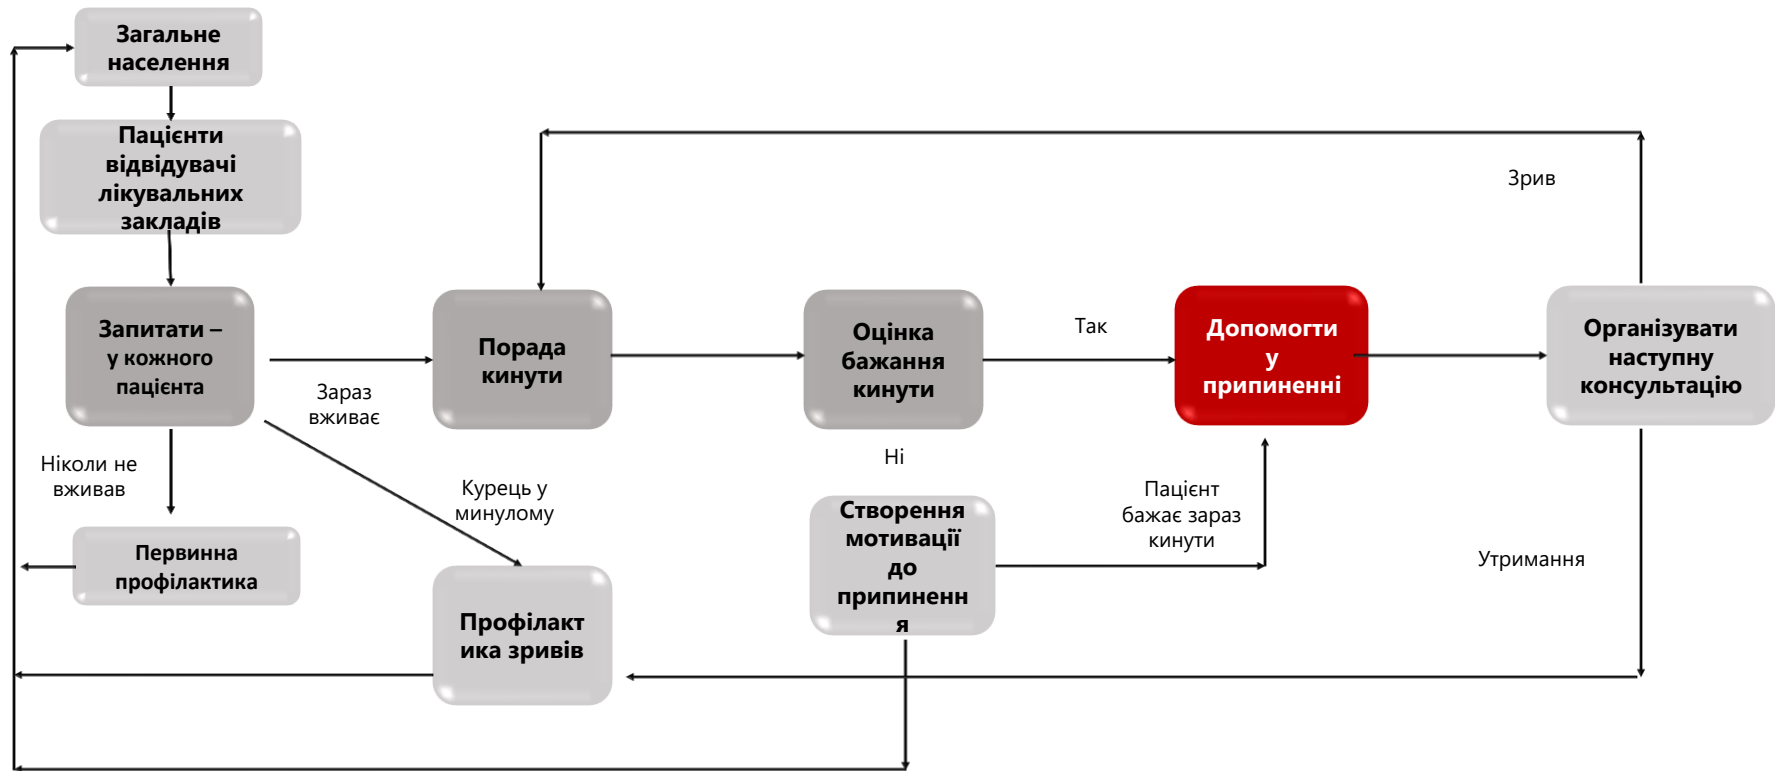 Загальне
населення
Пацієнти
відвідувачі
лікувальних
закладів
Зрив
Запитати –
у кожного
пацієнта
Порада
кинути
Оцінка
бажання
кинути
Так
Допомогти
у
припиненні
Організувати
наступну
консультацію
Зараз
вживає
Ніколи не
вживав
Курець у
минулому
Ні
Створення
мотивації
до
припиненн
я
Пацієнт
бажає зараз
кинути
Утримання
Первинна
профілактика
Профілакт
ика зривів